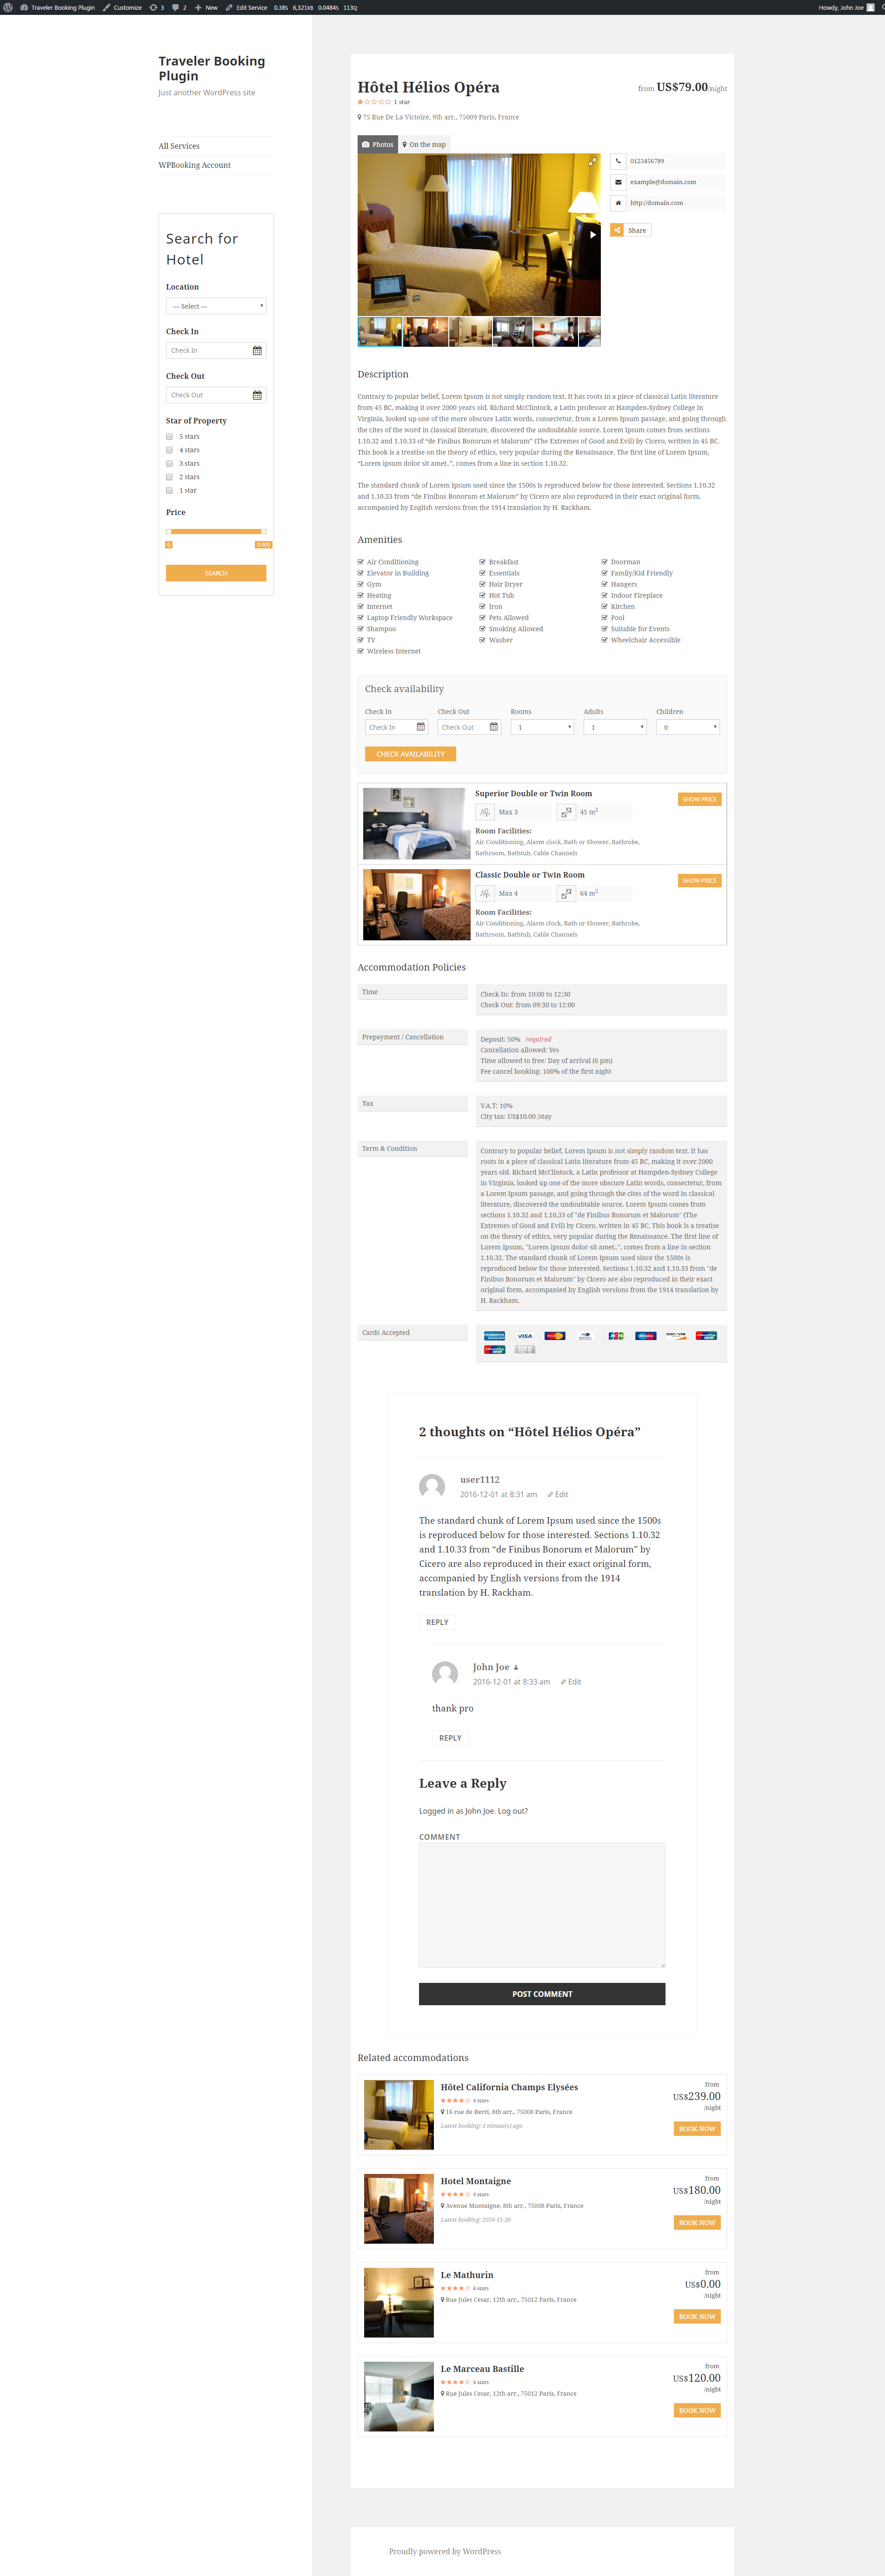 Traveler Booking Plugin Customize 3 2 New Edit Service 0.38S 6,321KB 0.0484S 113Q Howdy, John Joe
Traveler Booking
Plugin
Just another WordPress site
All Services
WPBooking Account
Search for
Hotel
Location
— Select —
Check In
Check In
Check Out
Check Out
Star of Property
5 stars
4 stars
3 stars
2 stars
1 star
Price
0
SEARCH
Hôtel Hélios Opéra
from US$79.00/night
1 star
75 Rue De La Victoire, 9th arr., 75009 Paris, France
Photos On the map
0123456789
example@domain.com
http://domain.com
Share
Description
Contrary to popular belief, Lorem Ipsum is not simply random text. It has roots in a piece of classical Latin literature
from 45 BC, making it over 2000 years old. Richard McClintock, a Latin professor at Hampden-Sydney College in
Virginia, looked up one of the more obscure Latin words, consectetur, from a Lorem Ipsum passage, and going through
the cites of the word in classical literature, discovered the undoubtable source. Lorem Ipsum comes from sections
1.10.32 and 1.10.33 of “de Finibus Bonorum et Malorum” (The Extremes of Good and Evil) by Cicero, written in 45 BC.
This book is a treatise on the theory of ethics, very popular during the Renaissance. The first line of Lorem Ipsum,
“Lorem ipsum dolor sit amet..”, comes from a line in section 1.10.32.
The standard chunk of Lorem Ipsum used since the 1500s is reproduced below for those interested. Sections 1.10.32
and 1.10.33 from “de Finibus Bonorum et Malorum” by Cicero are also reproduced in their exact original form,
accompanied by English versions from the 1914 translation by H. Rackham.
Amenities
Air Conditioning Breakfast Doorman
Elevator in Building Essentials Family/Kid Friendly
Gym Hair Dryer Hangers
Heating Hot Tub Indoor Fireplace
Internet Iron Kitchen
Laptop Friendly Workspace Pets Allowed Pool
Shampoo Smoking Allowed Suitable for Events
TV Washer Wheelchair Accessible
Wireless Internet
Check availability
Check In Check Out Rooms Adults Children
Check In Check Out 1 1 0
CHECK AVAILABILITY
Superior Double or Twin Room
SHOW PRICE
Max 3 45 m2
Room Facilities:
Air Conditioning, Alarm clock, Bath or Shower, Bathrobe,
Bathroom, Bathtub, Cable Channels
Classic Double or Twin Room
SHOW PRICE
Max 4 64 m2
Room Facilities:
Air Conditioning, Alarm clock, Bath or Shower, Bathrobe,
Bathroom, Bathtub, Cable Channels
Accommodation Policies
Time
Check In: from 10:00 to 12:30
Check Out: from 09:30 to 12:00
Prepayment / Cancellation
Deposit: 50% required
Cancellation allowed: Yes
Time allowed to free: Day of arrival (6 pm)
Fee cancel booking: 100% of the first night
Tax
V.A.T: 10%
City tax: US$10.00 /stay
Term & Condition
Contrary to popular belief, Lorem Ipsum is not simply random text. It has
roots in a piece of classical Latin literature from 45 BC, making it over 2000
years old. Richard McClintock, a Latin professor at Hampden-Sydney College
in Virginia, looked up one of the more obscure Latin words, consectetur, from
a Lorem Ipsum passage, and going through the cites of the word in classical
literature, discovered the undoubtable source. Lorem Ipsum comes from
sections 1.10.32 and 1.10.33 of "de Finibus Bonorum et Malorum" (The
Extremes of Good and Evil) by Cicero, written in 45 BC. This book is a treatise
on the theory of ethics, very popular during the Renaissance. The first line of
Lorem Ipsum, "Lorem ipsum dolor sit amet..", comes from a line in section
1.10.32. The standard chunk of Lorem Ipsum used since the 1500s is
reproduced below for those interested. Sections 1.10.32 and 1.10.33 from "de
Finibus Bonorum et Malorum" by Cicero are also reproduced in their exact
original form, accompanied by English versions from the 1914 translation by
H. Rackham.
Cards Accepted
VISA DISCOVER
2 thoughts on “Hôtel Hélios Opéra”
user1112
2016-12-01 at 8:31 am Edit
The standard chunk of Lorem Ipsum used since the 1500s
is reproduced below for those interested. Sections 1.10.32
and 1.10.33 from “de Finibus Bonorum et Malorum” by
Cicero are also reproduced in their exact original form,
accompanied by English versions from the 1914
translation by H. Rackham.
REPLY
John Joe
2016-12-01 at 8:33 am Edit
thank pro
REPLY
Leave a Reply
Logged in as John Joe. Log out?
COMMENT
POST COMMENT
Related accommodations
Hôtel California Champs Elysées
4 stars
16 rue de Berri, 8th arr., 75008 Paris, France
Latest booking: 3 minute(s) ago
from
US$239.00
/night
BOOK NOW
Hotel Montaigne
4 stars
Avenue Montaigne, 8th arr., 75008 Paris, France
Latest booking: 2016-11-30
from
US$180.00
/night
BOOK NOW
Le Mathurin
4 stars
Rue Jules Cesar, 12th arr., 75012 Paris, France
from
US$0.00
/night
BOOK NOW
Le Marceau Bastille
4 stars
Rue Jules Cesar, 12th arr., 75012 Paris, France
from
US$120.00
/night
BOOK NOW
Proudly powered by WordPress